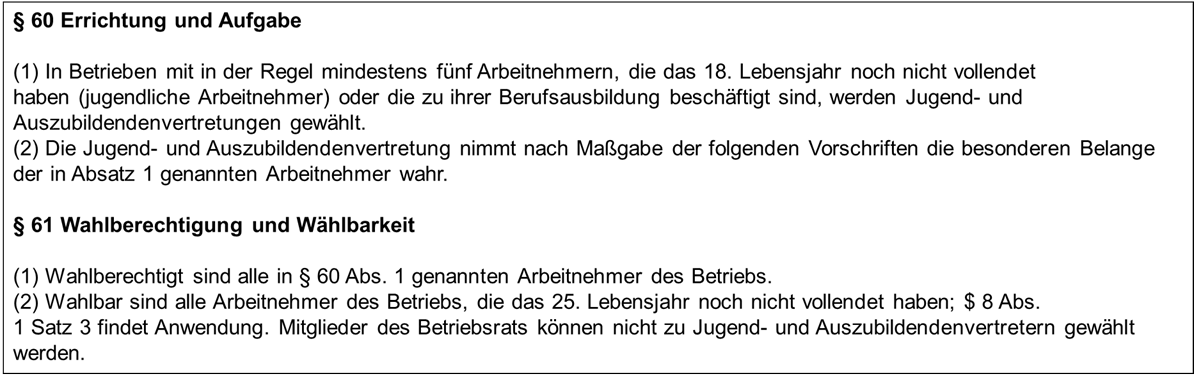 § 60 Errichtung und Aufgabe
(1) In Betrieben mit in der Regel mindestens fünf Arbeitnehmern, die das 18. Lebensjahr noch nicht vollendet
haben (jugendliche Arbeitnehmer) oder die zu ihrer Berufsausbildung beschäftigt sind, werden Jugend- und
Auszubildendenvertretungen gewählt.
(2) Die Jugend- und Auszubildendenvertretung nimmt nach Maßgabe der folgenden Vorschriften die besonderen Belange
der in Absatz 1 genannten Arbeitnehmer wahr.
§ 61 Wahlberechtigung und Wählbarkeit
(1) Wahlberechtigt sind alle in § 60 Abs. 1 genannten Arbeitnehmer des Betriebs.
(2) Wahlbar sind alle Arbeitnehmer des Betriebs, die das 25. Lebensjahr noch nicht vollendet haben; $ 8 Abs.
1 Satz 3 findet Anwendung. Mitglieder des Betriebsrats können nicht zu Jugend- und Auszubildendenvertretern gewählt
werden.